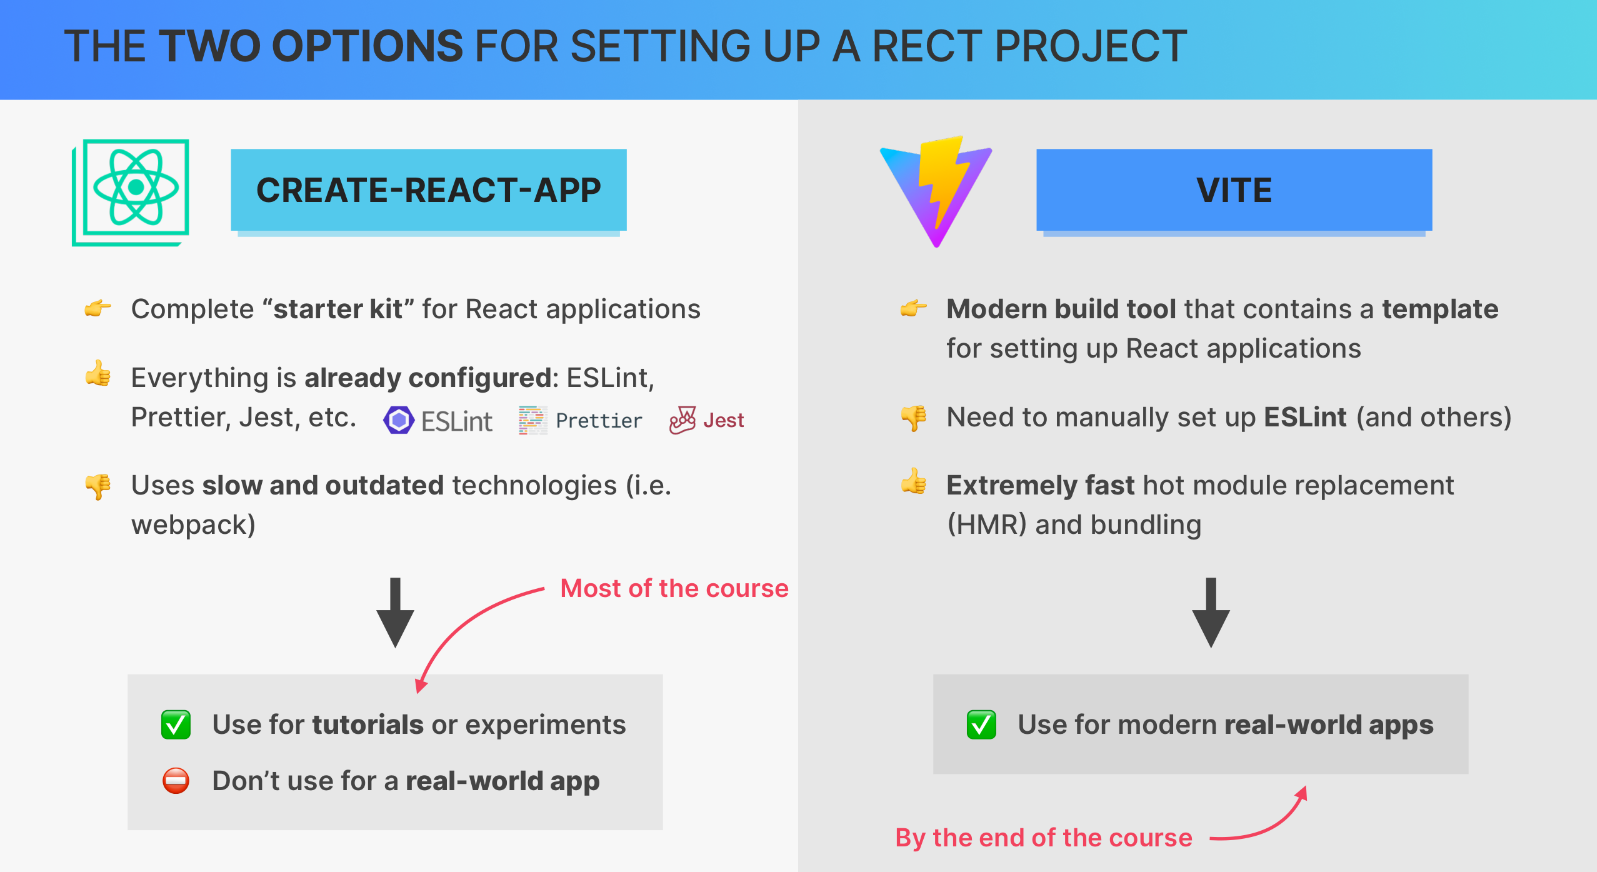 THE TWO OPTIONS FOR SETTING UP A RECT PROJECT
CREATE-REACT-APP
Complete “starter kit” for React applications
Everything is already configured: ESLint,
Prettier, Jest, etc.
ESLint
Prettier
Jest
Uses slow and outdated technologies (i.e.
webpack)
Most of the course
Use for tutorials or experiments
Don’t use for a real-world app
VITE
Modern build tool that contains a template
for setting up React applications
Need to manually set up ESLint (and others)
Extremely fast hot module replacement
(HMR) and bundling
Use for modern real-world apps
By the end of the course